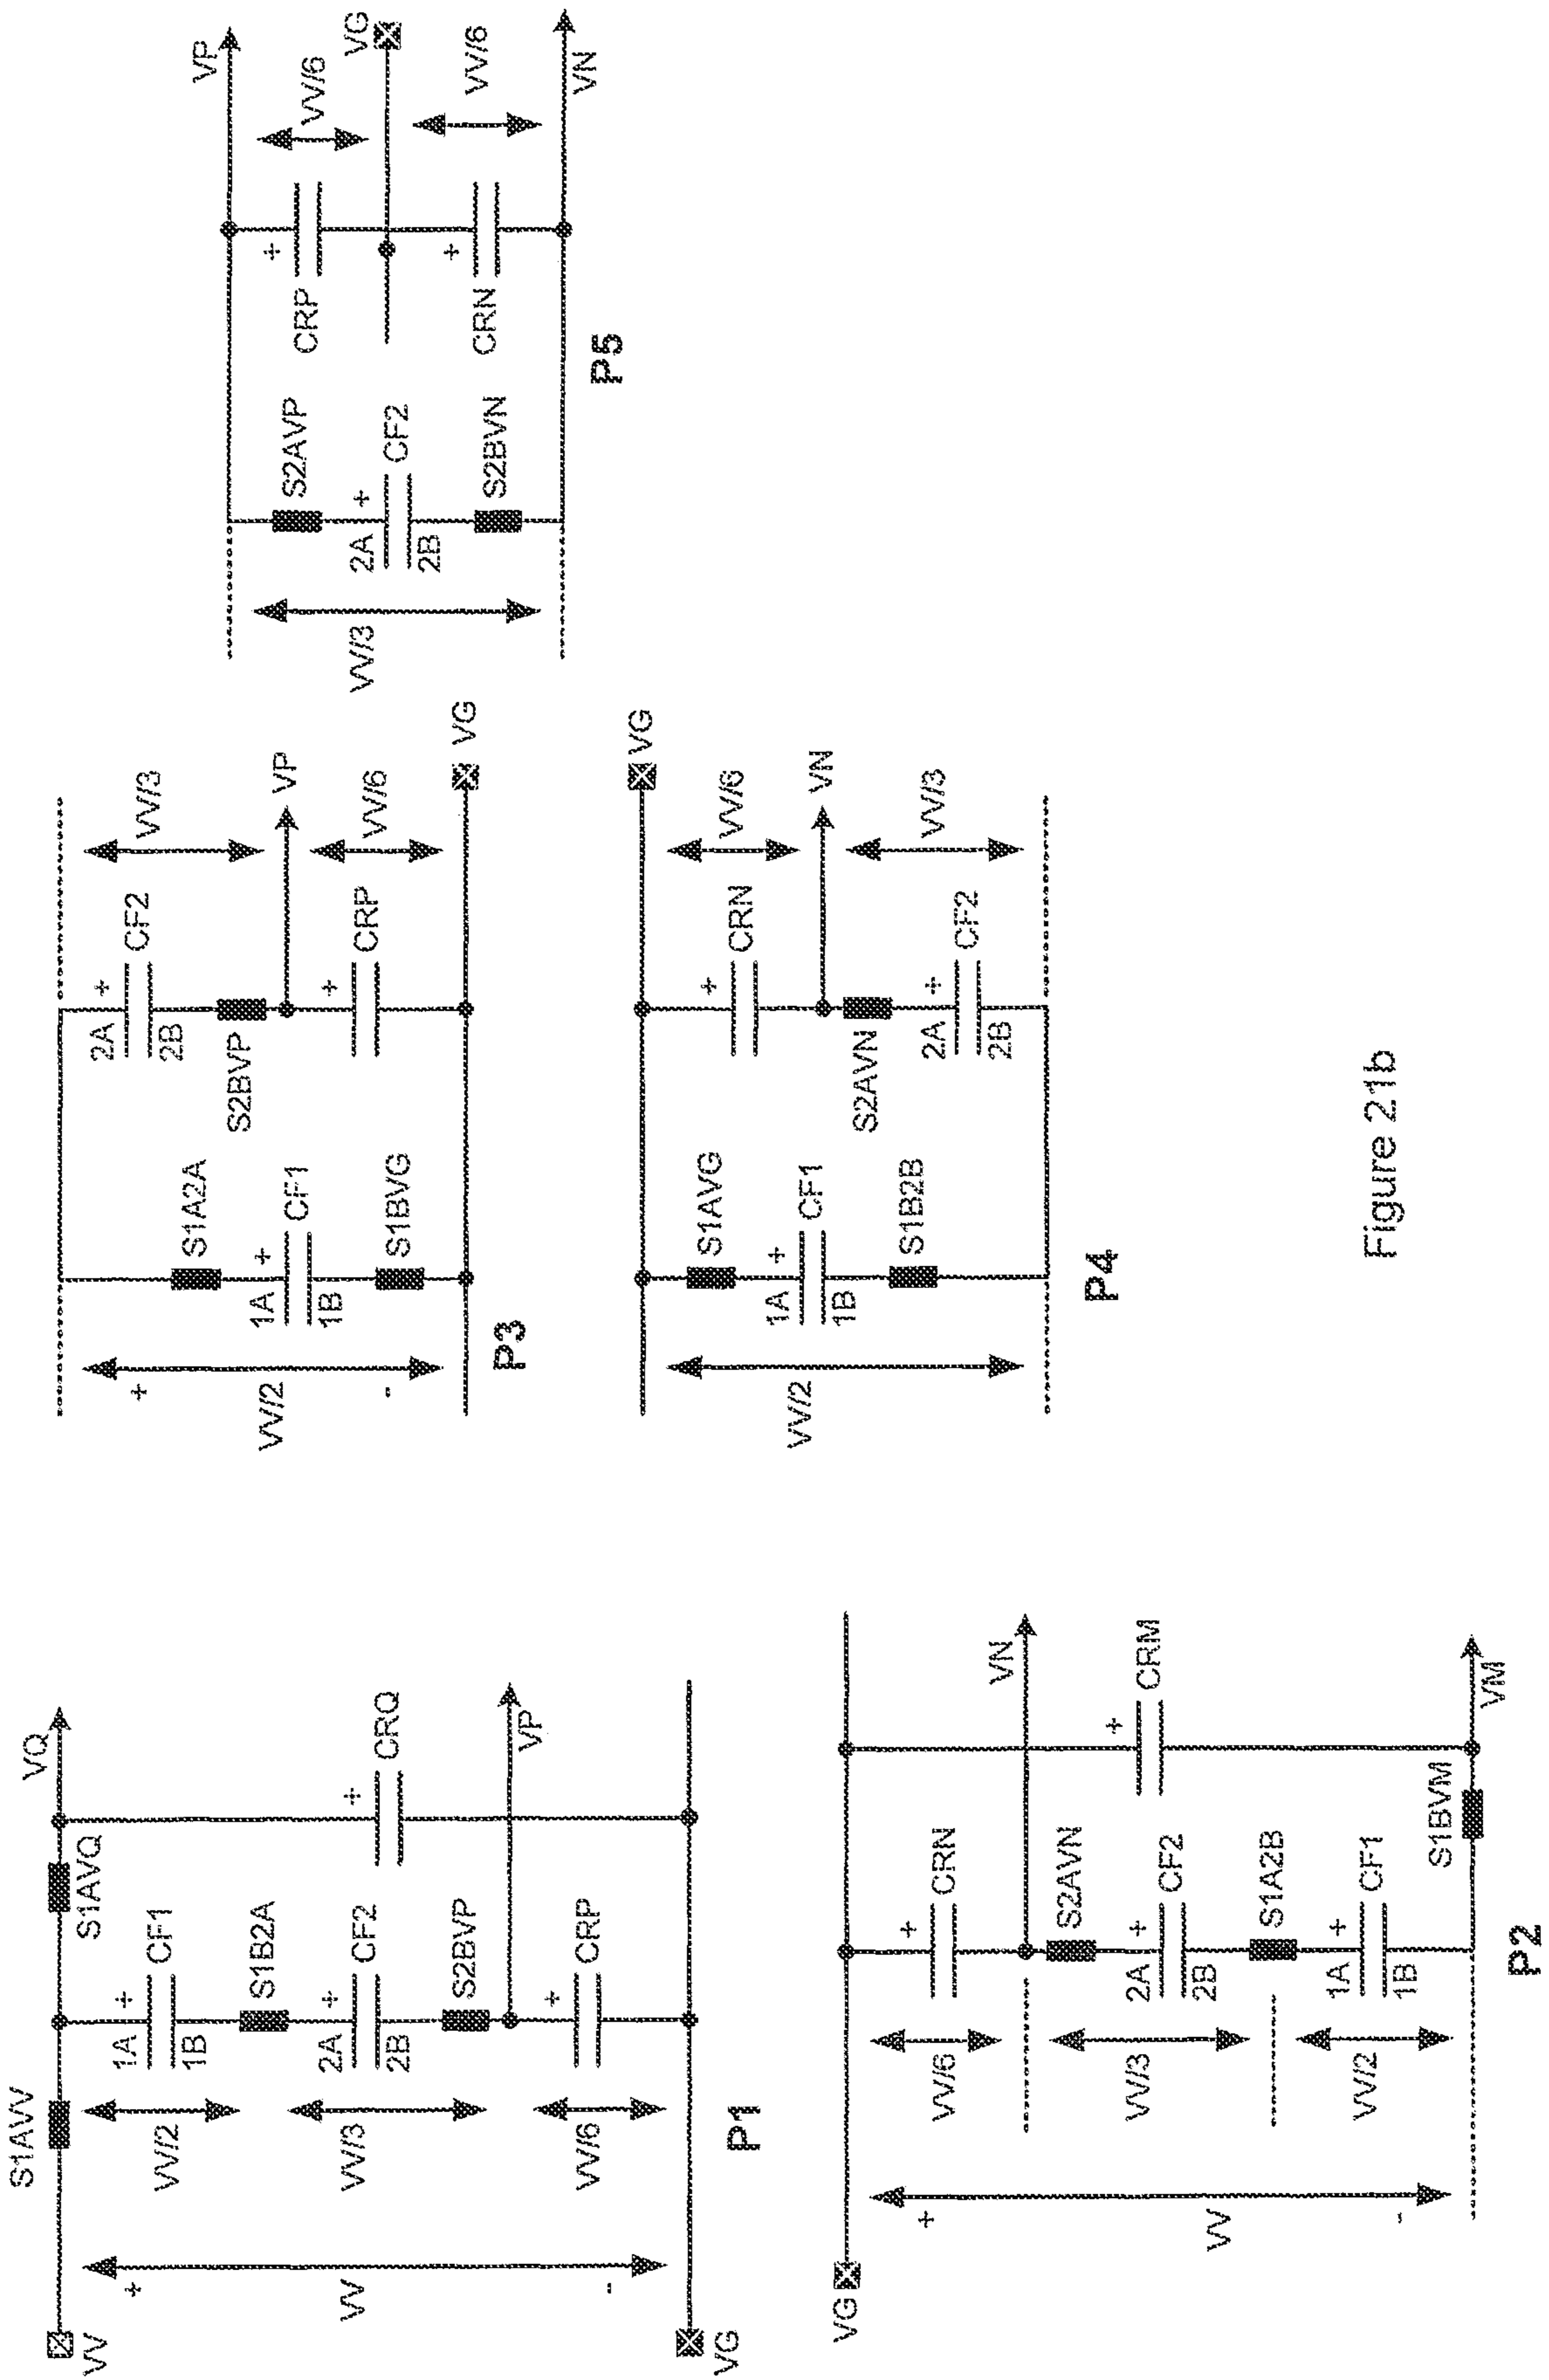 VV
S1AVV
S1AVQ
VQ
+
VV
-
VV/2
VV/3
VV/6
1A
+
1B
CF1
S1B2A
2A
+
2B
CF2
S2BVP
+
CRP
VP
+
CRQ
VG
P1
VG
+
VV
-
VV/6
VV/3
VV/2
+
CRN
VN
S2AVN
2A
+
2B
CF2
S1A2B
1A
+
1B
CF1
+
CRM
S1BVM
VM
P2
+
VV/2
-
S1A2A
1A
+
1B
CF1
S1BVG
2A
+
2B
CF2
S2BVP
+
CRP
VV/3
VP
VV/6
VG
P3
VV/2
S1AVG
1A
+
1B
CF1
S1B2B
+
CRN
S2AVN
2A
+
2B
CF2
VG
VV/6
VN
VV/3
P4
VV/3
S2AVP
2A
+
2B
CF2
S2BVN
+
CRP
+
CRN
VP
VV/6
VG
VV/6
VN
P5
Figure 21b